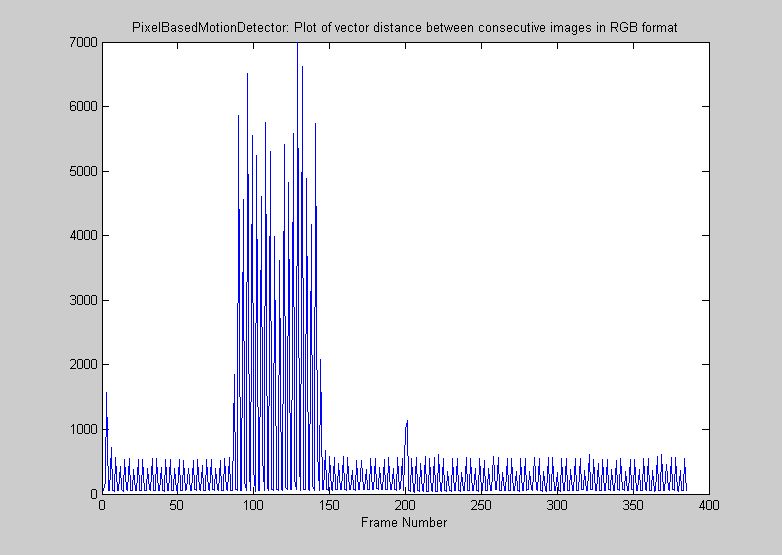 PixelBasedMotionDetector: Plot of vector distance between consecutive images in RGB format
7000
6000
5000
4000
3000
2000
1000
0
0 50 100 150 200 250 300 350 400
Frame Number